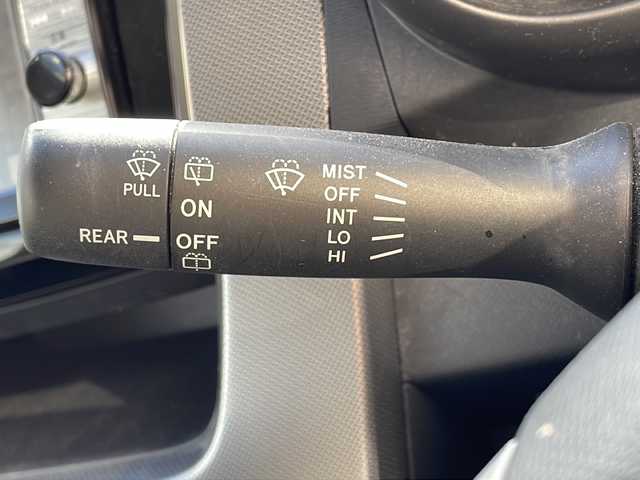 PULL
REAR
ON
OFF
MIST
OFF
INT
LO
HI